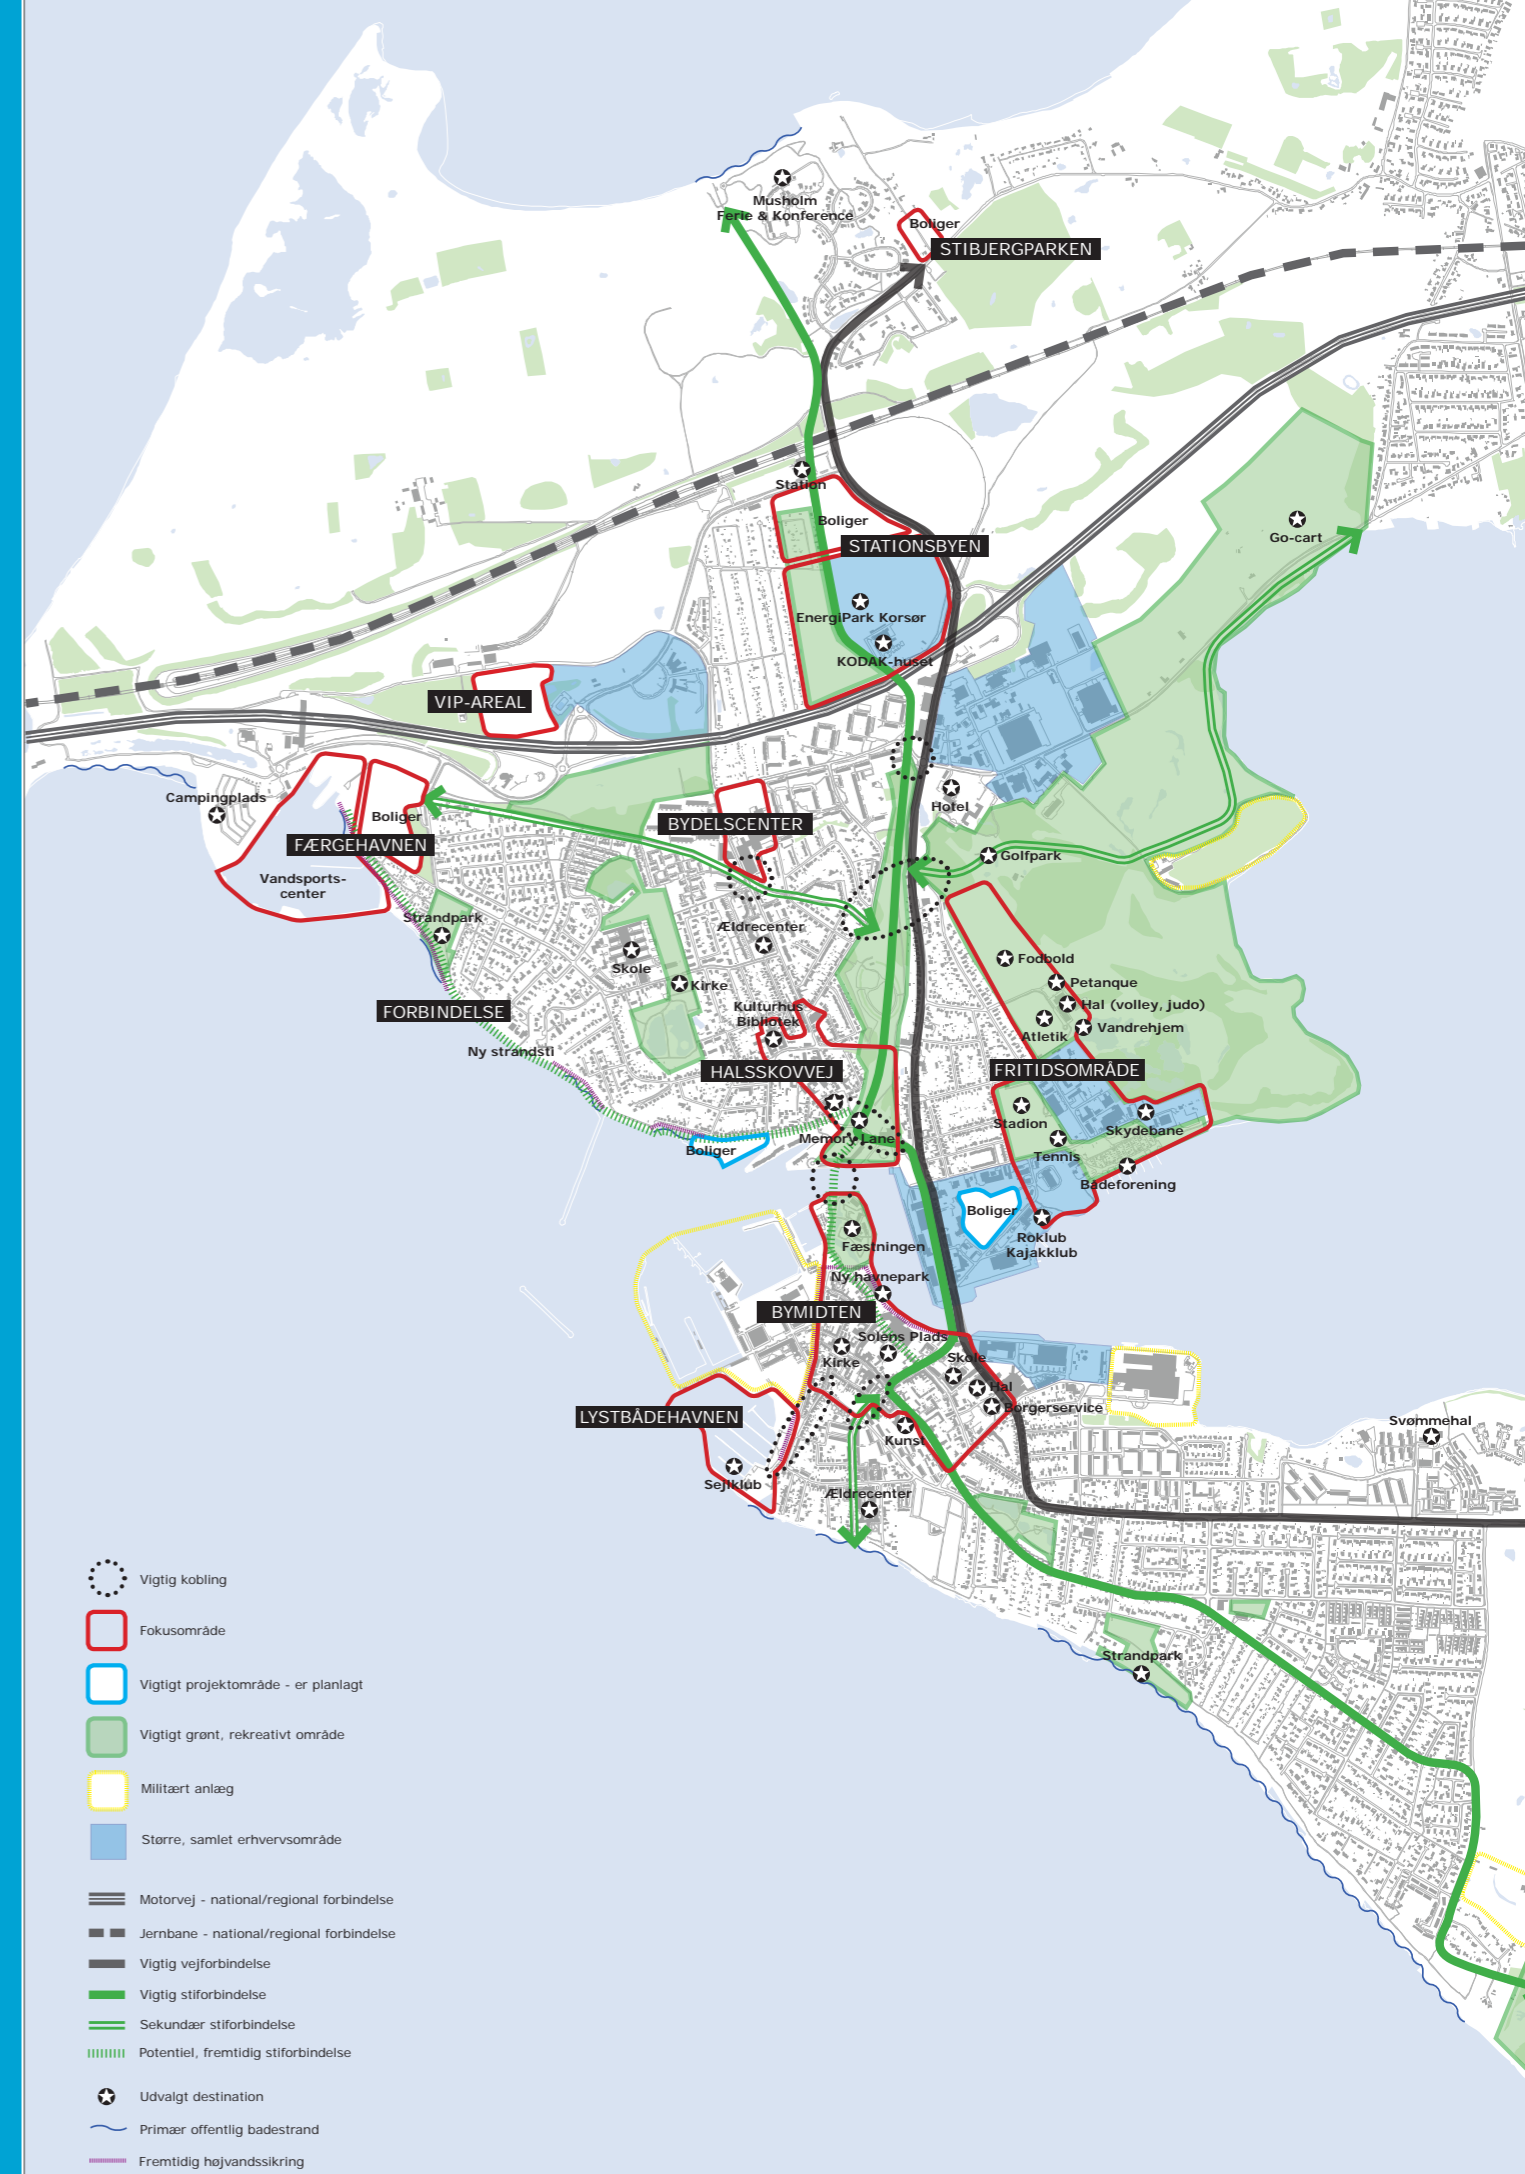 Musholm
Ferie & Konference
Boliger
STIBJERGPARKEN
Station
Boliger
STATIONSBYEN
Go-cart
EnergiPark Korsør
KODAK-huset
VIP-AREAL
Campingplads
Boliger
Hotel
BYDELSCENTER
FÆRGEHAVNEN
Golfpark
Vandsports-
center
Strandpark
Ældrecenter
Skole
Fodbold
Kirke
Petanque
Kulturhus
Bibliotek
Hal (volley, judo)
FORBINDELSE
Vandrehjem
Atletik
Ny strandsti
HALSSKOVVEJ
FRITIDSOMRÅDE
Stadion
Skydebane
Memory Lane
Boliger
Tennis
Bådeforening
Boliger
Roklub
Kajakklub
Fæstningen
Ny havnepark
BYMIDTEN
Solens Plads
Kirke
Skole
Hal
Borgerservice
LYSTBÅDEHAVNEN
Kunst
Svømmehal
Sejlklub
Ældrecenter
Strandpark
Vigtig kobling
Fokusområde
Vigtigt projektområde - er planlagt
Vigtigt grønt, rekreativt område
Militært anlæg
Større, samlet erhvervsområde
Motorvej - national/regional forbindelse
Jernbane - national/regional forbindelse
Vigtig vejforbindelse
Vigtig stiforbindelse
Sekundær stiforbindelse
Potentiel, fremtidig stiforbindelse
Udvalgt destination
Primær offentlig badestrand
Fremtidig højvandssikring